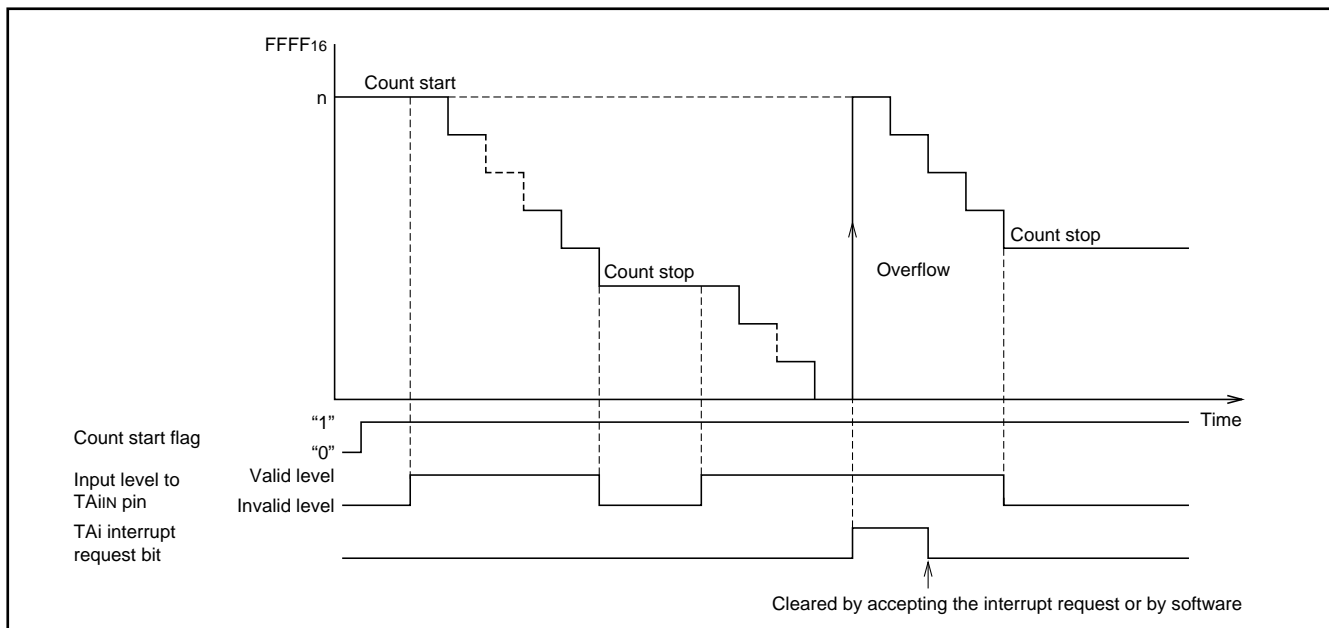 FFFF16
n
Count start
Count stop
Overflow
Count stop
Time
Count start flag
“1”
“0”
Input level to
TAiIN pin
Valid level
Invalid level
TAi interrupt
request bit
Cleared by accepting the interrupt request or by software